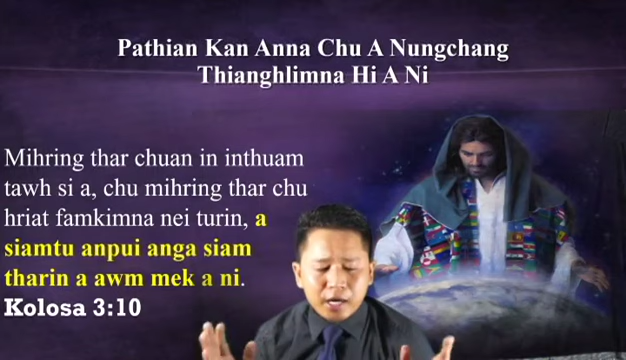 Pathian Kan Anna Chu A Nungchang
Thianghlimna Hi A Ni
Mihring thar chuan in inthuam
tawh si a, chu mihring thar chu
hriat famkimna nei turin, a
siamtu anpui anga siam
tharin a awm mek a ni.
Kolosa 3:10